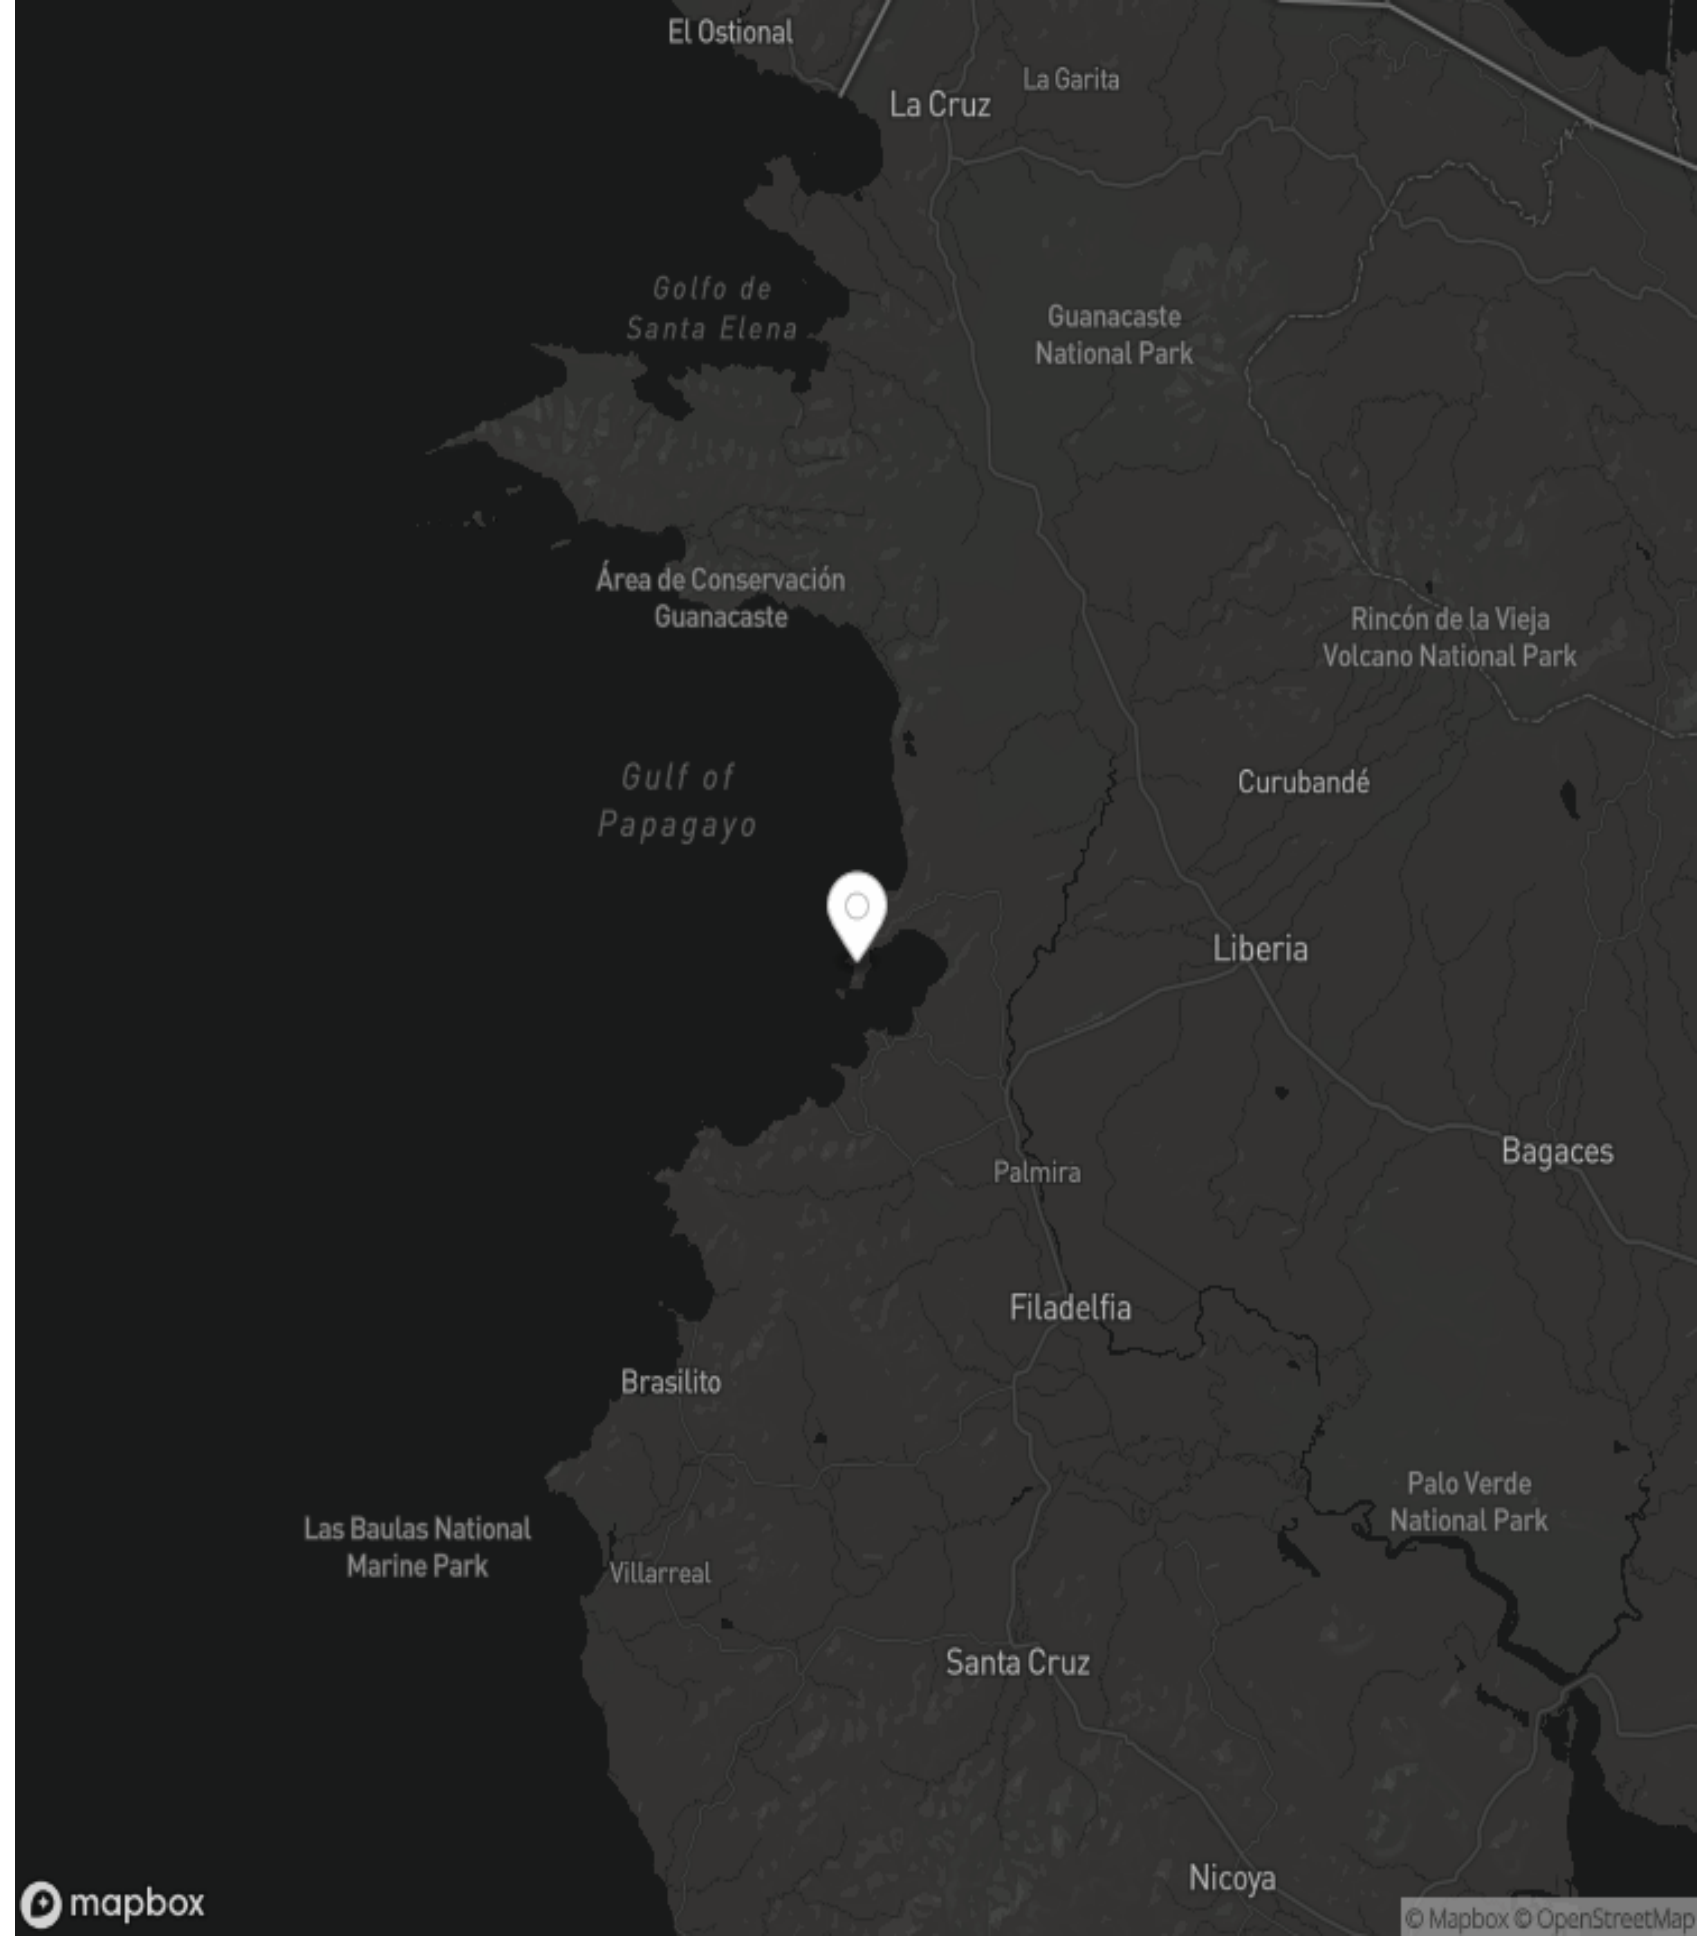 El Ostional
La Garita
La Cruz
Golfo de
Santa Elena
Guanacaste
National Park
Área de Conservación
Guanacaste
Rincón de la Vieja
Volcano National Park
Gulf of
Papagayo
Curubandé
Liberia
Bagaces
Palmira
Filadelfia
Brasilito
Palo Verde
National Park
Las Baulas National
Marine Park
Villarreal
Santa Cruz
Nicoya
mapbox
© Mapbox © OpenStreetMap